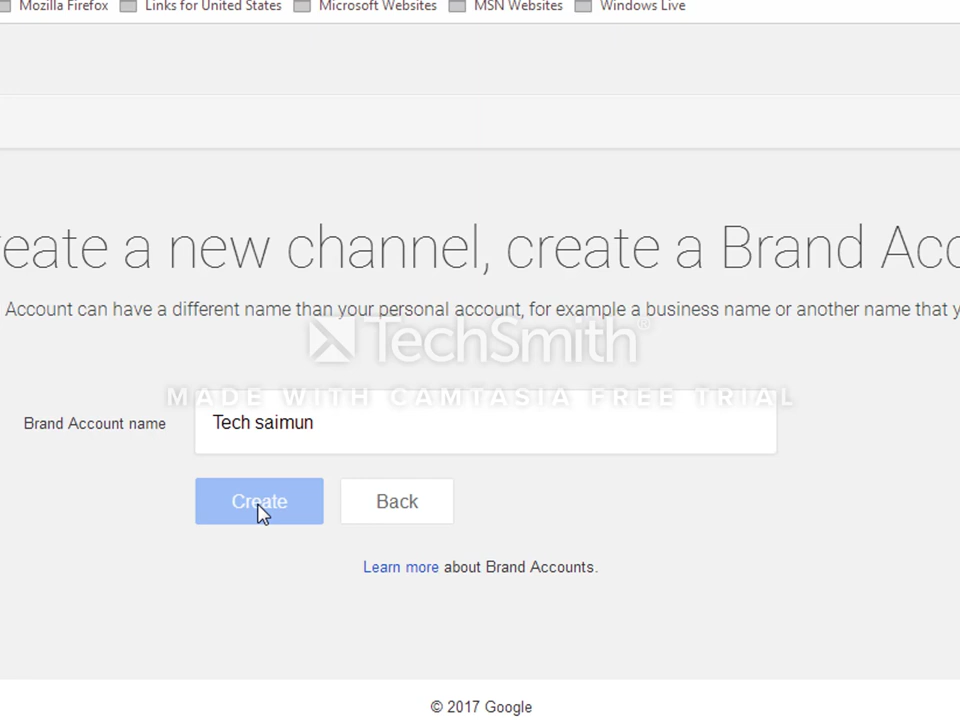 Mozilla Firefox Links for United States Microsoft Websites MSN Websites Windows Live
eate a new channel, create a Brand Acc
Account can have a different name than your personal account, for example a business name or another name that y
TechSmith®
MADE WITH CAMTASIA FREE TRIAL
Brand Account name Tech saimun
Create Back
Learn more about Brand Accounts.
© 2017 Google